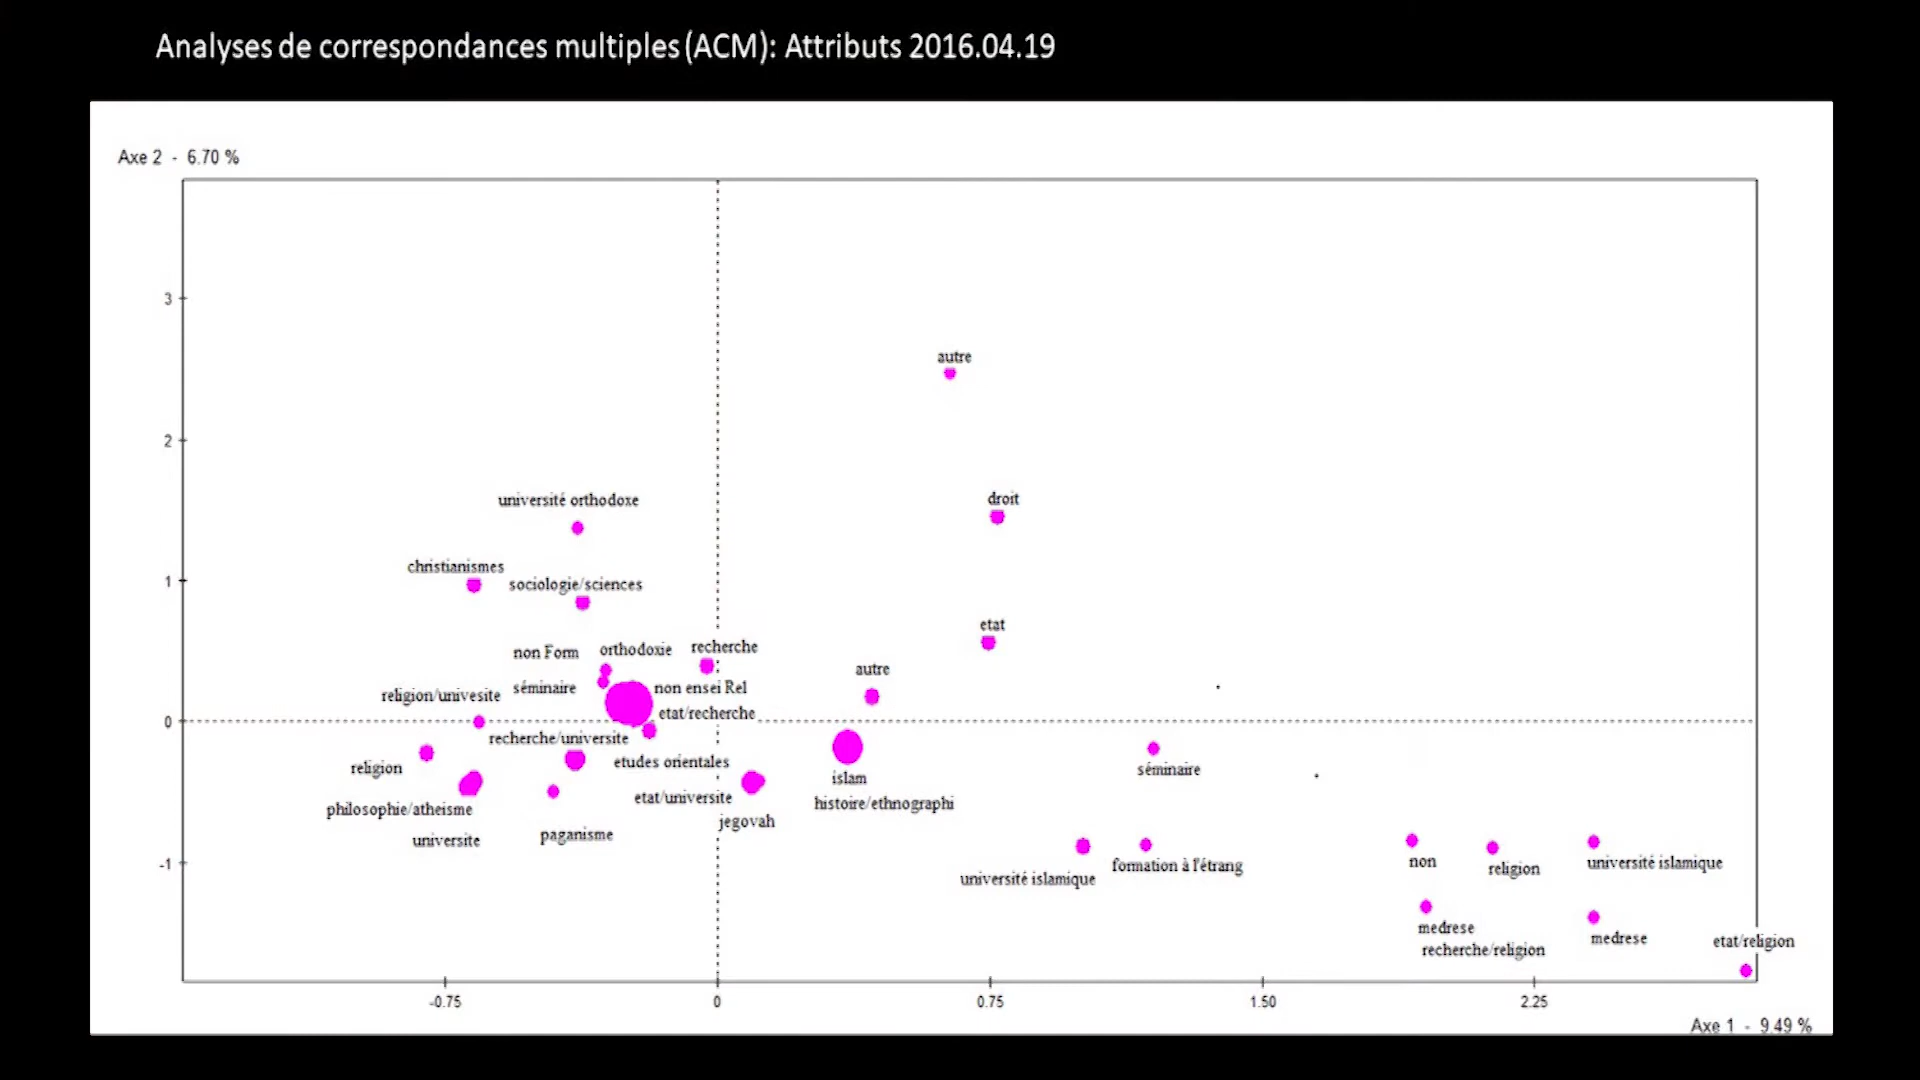 Analyses de correspondances multiples (ACM): Attributs 2016.04.19
Axe 2 - 6.70 %
3
autre
2
université orthodoxe
droit
christianismes
1
sociologie/sciences
etat
non Form
orthodoxie
recherche
autre
religion/univesite
séminaire
non ensei Rel
etat/recherche
0
recherche/universite
religion
etudes orientales
séminaire
islam
etat/universite
histoire/ethnographi
philosophie/atheisme
jegovah
universite
paganisme
-1
université islamique
formation à l'étrang
non
religion
université islamique
medrese
recherche/religion
medrese
etat/religion
-0.75
0
0.75
1.50
2.25
Axe 1 - 9.49 %